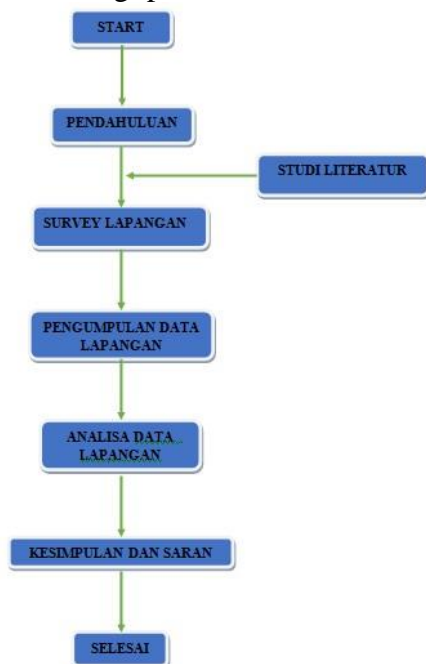 START
PENDAHULUAN
STUDI LITERATUR
SURVEY LAPANGAN
PENGUMPULAN DATA
LAPANGAN
ANALISA DATA
LAPANGAN
KESIMPULAN DAN SARAN
SELESAI